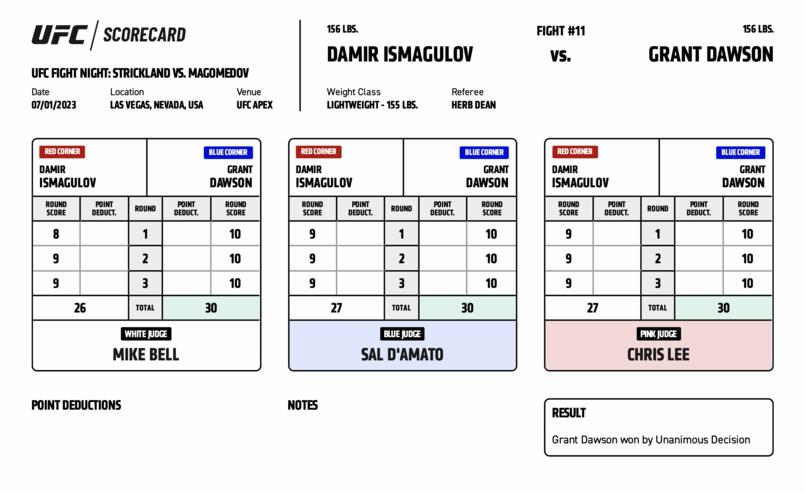 UFC / SCORECARD
UFC FIGHT NIGHT: STRICKLAND VS. MAGOMEDOV
Date Location Venue
07/01/2023 LAS VEGAS, NEVADA, USA UFC APEX
156 LBS. FIGHT #11 156 LBS.
DAMIR ISMAGULOV VS. GRANT DAWSON
Weight Class Referee
LIGHTWEIGHT - 155 LBS. HERB DEAN
RED CORNER BLUE CORNER
DAMIR GRANT
ISMAGULOV DAWSON
ROUND POINT ROUND POINT ROUND
SCORE DEDUCT. DEDUCT. SCORE
8 1 10
9 2 10
9 3 10
26 TOTAL 30
WHITE JUDGE
MIKE BELL
RED CORNER BLUE CORNER
DAMIR GRANT
ISMAGULOV DAWSON
ROUND POINT ROUND POINT ROUND
SCORE DEDUCT. DEDUCT. SCORE
9 1 10
9 2 10
9 3 10
27 TOTAL 30
BLUE JUDGE
SAL D'AMATO
RED CORNER BLUE CORNER
DAMIR GRANT
ISMAGULOV DAWSON
ROUND POINT ROUND POINT ROUND
SCORE DEDUCT. DEDUCT. SCORE
9 1 10
9 2 10
9 3 10
27 TOTAL 30
PINK JUDGE
CHRIS LEE
POINT DEDUCTIONS
NOTES
RESULT
Grant Dawson won by Unanimous Decision